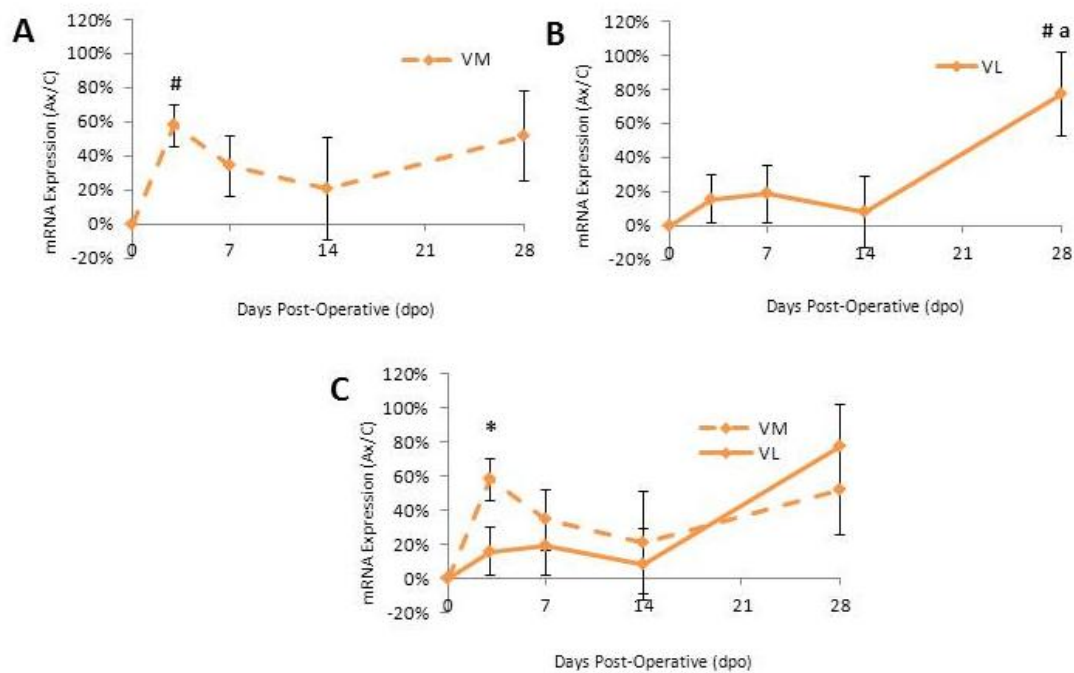 A
mRNA Expression (Ax/C)
120%
100%
80%
60%
40%
20%
0%
-20%
#
VM
0 7 14 21 28
Days Post-Operative (dpo)
B
mRNA Expression (Ax/C)
120%
100%
80%
60%
40%
20%
0%
-20%
# a
VL
0 7 14 21 28
Days Post-Operative (dpo)
C
mRNA Expression (Ax/C)
120%
100%
80%
60%
40%
20%
0%
-20%
*
VM
VL
0 7 14 21 28
Days Post-Operative (dpo)